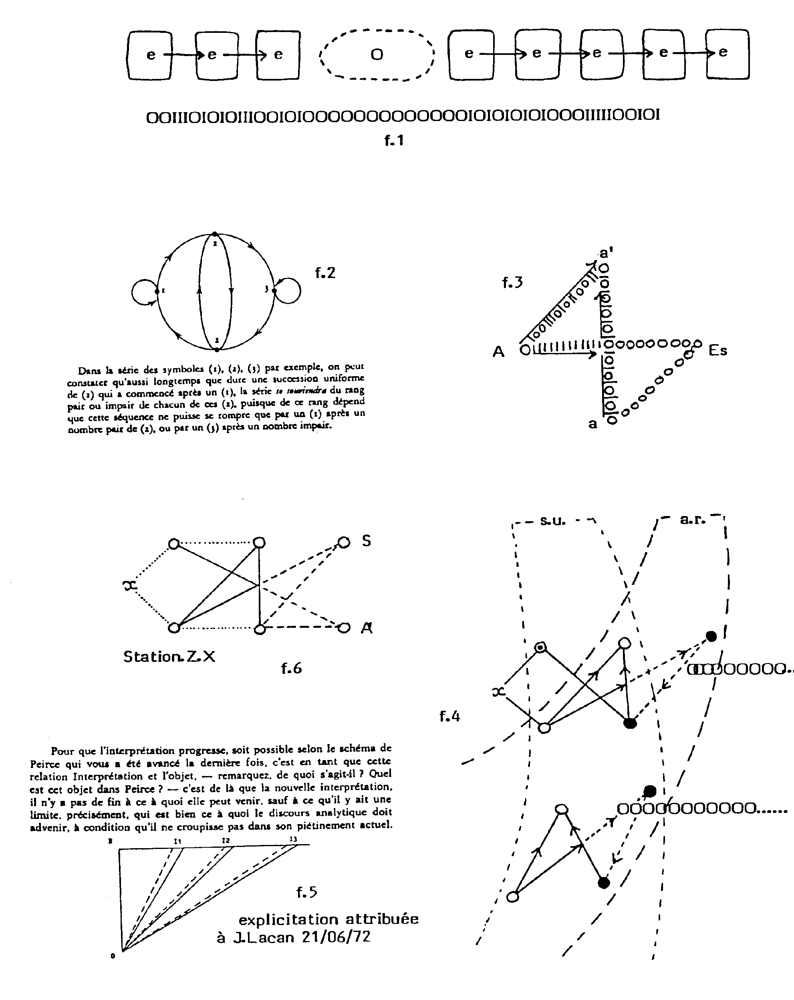 e e e O e e e e e
OOIIIOIOIOIIIOOIOIOOOOOOOOOOOOOIOIOIOIOIOOOIIIIIOOIOI
f.1
f.2
1 3
2
Dans la série des symboles (1), (2), (3) par exemple, on peut
constater qu'aussi longtemps que dure une succession uniforme
de (2) qui a commencé après un (1), la série se souviendra du rang
pair ou impair de chacun de ces (2), puisque de ce rang dépend
que cette séquence ne puisse se rompre que par un (1) après un
nombre pair de (2), ou par un (3) après un nombre impair.
a'
f.3
A Es
a
S
x
A
Station.Z.X
f.6
s.u. a.r.
x
f.4
Pour que l'interprétation progresse, soit possible selon le schéma de
Peirce qui vous a été avancé la dernière fois, c'est en tant que cette
relation Interprétation et l'objet, — remarquez, de quoi s'agit-il ? Quel
est cet objet dans Peirce ? — c'est de là que la nouvelle interprétation,
il n'y a pas de fin à ce à quoi elle peut venir, sauf à ce qu'il y ait une
limite, précisément, qui est bien ce à quoi le discours analytique doit
advenir, à condition qu'il ne croupisse pas dans son piétinement actuel.
R I1 I2 I3
O
f.5
explicitation attribuée
à J.Lacan 21/06/72